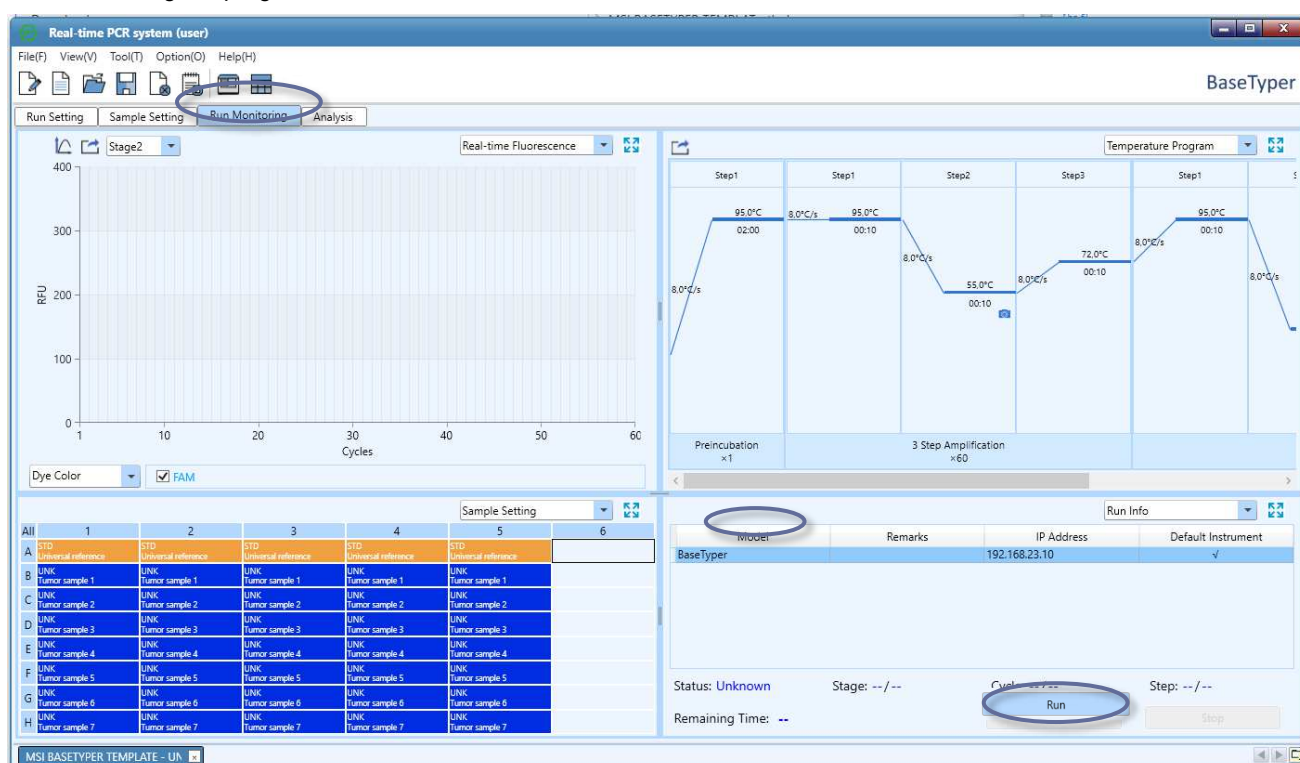 Real-time PCR system (user)
File(F) View(V) Tool(T) Option(O) Help(H)
BaseTyper
Run Setting Sample Setting Run Monitoring Analysis
Stage2 Real-time Fluorescence
400
300
200
100
0
RFU
1 10 20 30 40 50 60
Cycles
Dye Color FAM
Temperature Program
Step1 Step1 Step2 Step3 Step1
95,0°C 8,0°C/s 95,0°C 95,0°C
02:00 00:10 00:10
8,0°C/s 8,0°C/s
72,0°C
00:10
8,0°C/s 55,0°C 8,0°C/s 8,0°C/s
00:10
Preincubation 3 Step Amplification
×1 ×60
Sample Setting
All 1 2 3 4 5 6
A STD STD STD STD STD
Universal reference Universal reference Universal reference Universal reference Universal reference
B UNK UNK UNK UNK UNK
Tumor sample 1 Tumor sample 1 Tumor sample 1 Tumor sample 1 Tumor sample 1
C UNK UNK UNK UNK UNK
Tumor sample 2 Tumor sample 2 Tumor sample 2 Tumor sample 2 Tumor sample 2
D UNK UNK UNK UNK UNK
Tumor sample 3 Tumor sample 3 Tumor sample 3 Tumor sample 3 Tumor sample 3
E UNK UNK UNK UNK UNK
Tumor sample 4 Tumor sample 4 Tumor sample 4 Tumor sample 4 Tumor sample 4
F UNK UNK UNK UNK UNK
Tumor sample 5 Tumor sample 5 Tumor sample 5 Tumor sample 5 Tumor sample 5
G UNK UNK UNK UNK UNK
Tumor sample 6 Tumor sample 6 Tumor sample 6 Tumor sample 6 Tumor sample 6
H UNK UNK UNK UNK UNK
Tumor sample 7 Tumor sample 7 Tumor sample 7 Tumor sample 7 Tumor sample 7
Run Info
Model Remarks IP Address Default Instrument
BaseTyper 192.168.23.10 √
Status: Unknown Stage: --/-- Cycle: --/-- Step: --/--
Run
Remaining Time: -- Stop
MSI BASETYPER TEMPLATE - UN